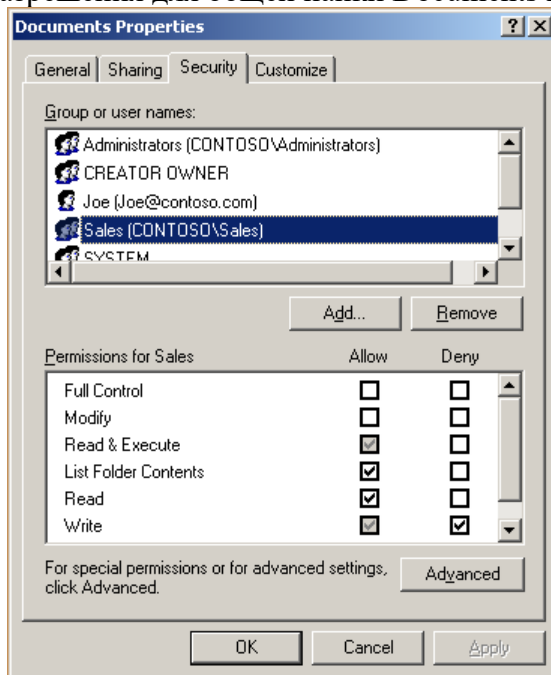 Documents Properties
General Sharing Security Customize
Group or user names:
Administrators (CONTOSO\Administrators)
CREATOR OWNER
Joe (Joe@contoso.com)
Sales (CONTOSO\Sales)
SYSTEM
Add... Remove
Permissions for Sales Allow Deny
Full Control
Modify
Read & Execute
List Folder Contents
Read
Write
For special permissions or for advanced settings,
click Advanced.
Advanced
OK Cancel Apply